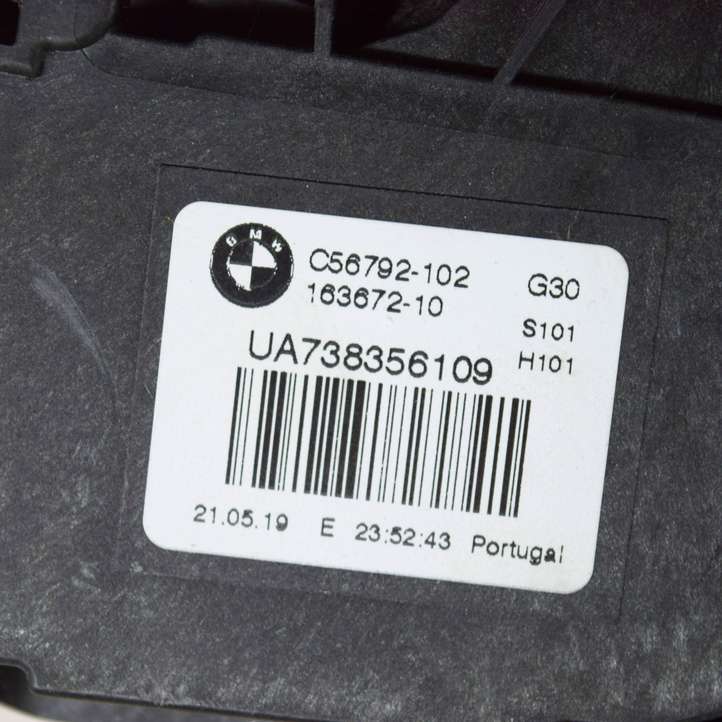 BMW
C56792-102 G30
163672-10 S101
UA738356109 H101
21.05.19 E 23:52:43 Portugal